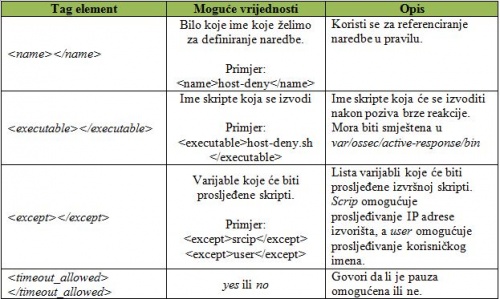 Tag element
Moguće vrijednosti
Opis
<name></name>
Bilo koje ime koje želimo
za definiranje naredbe.
Primjer:
<name>host-deny</name>
Koristi se za referenciranje
naredbe u pravilu.
<executable></executable>
Ime skripte koja se izvodi
Primjer:
<executable>host-deny.sh
</executable>
Ime skripte koja će se izvoditi
nakon poziva brze reakcije.
Mora biti smještena u
var/ossec/active-response/bin
<except></except>
Varijable koje će biti
prosljeđene skripti.
Primjer:
<except>srcip</except>
<except>user</except>
Lista varijabli koje će biti
prosljeđene izvršnoj skripti.
Scrip omogućuje
prosljeđivanje IP adrese
izvorišta, a user omogućuje
prosljeđivanje korisničkog
imena.
<timeout_allowed>
</timeout_allowed>
yes ili no
Govori da li je pauza
omogućena ili ne.